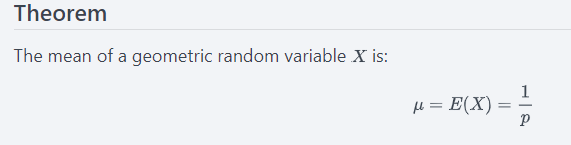 Theorem
The mean of a geometric random variable X is:
μ = E(X) = 1/p